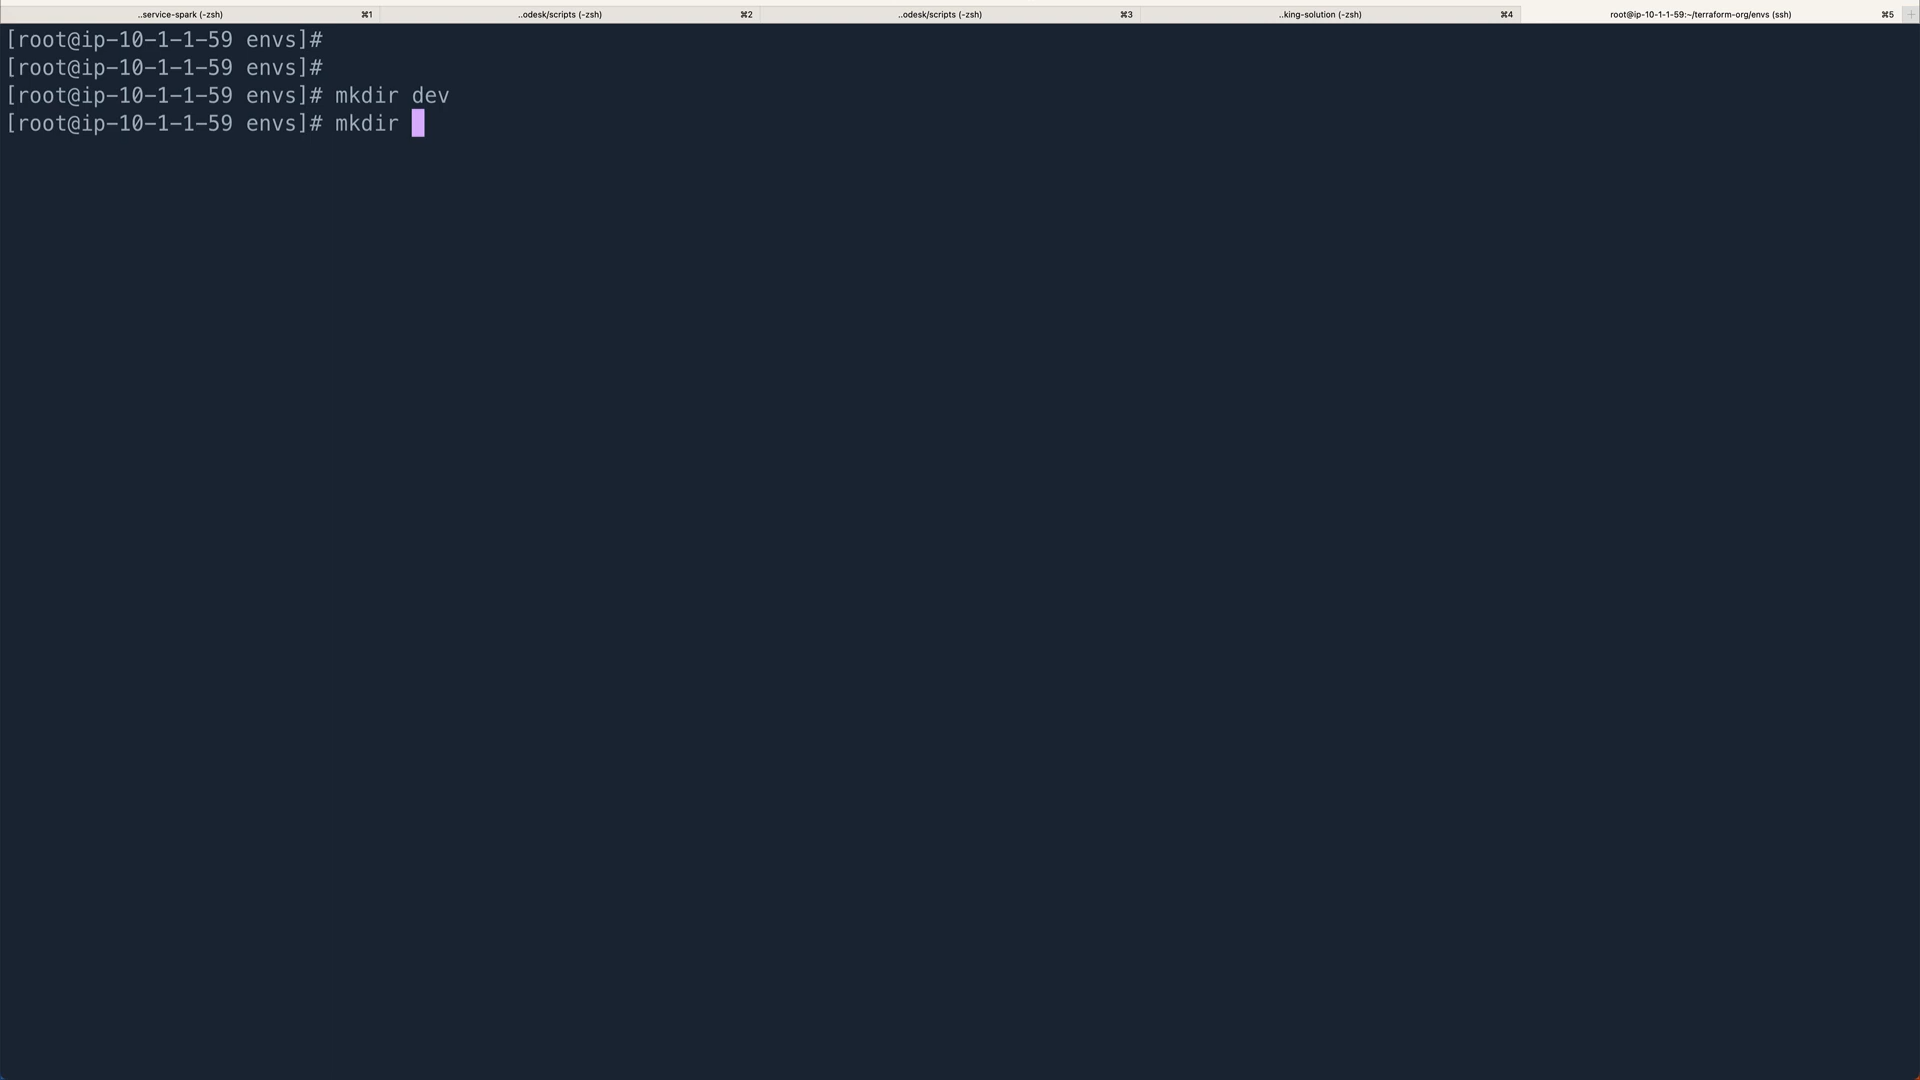 ..service-spark (-zsh) ⌘1 ..odesk/scripts (-zsh) ⌘2 ..odesk/scripts (-zsh) ⌘3 ..king-solution (-zsh) ⌘4 root@ip-10-1-1-59:~/terraform-org/envs (ssh) ⌘5 +
[root@ip-10-1-1-59 envs]#
[root@ip-10-1-1-59 envs]#
[root@ip-10-1-1-59 envs]# mkdir dev
[root@ip-10-1-1-59 envs]# mkdir